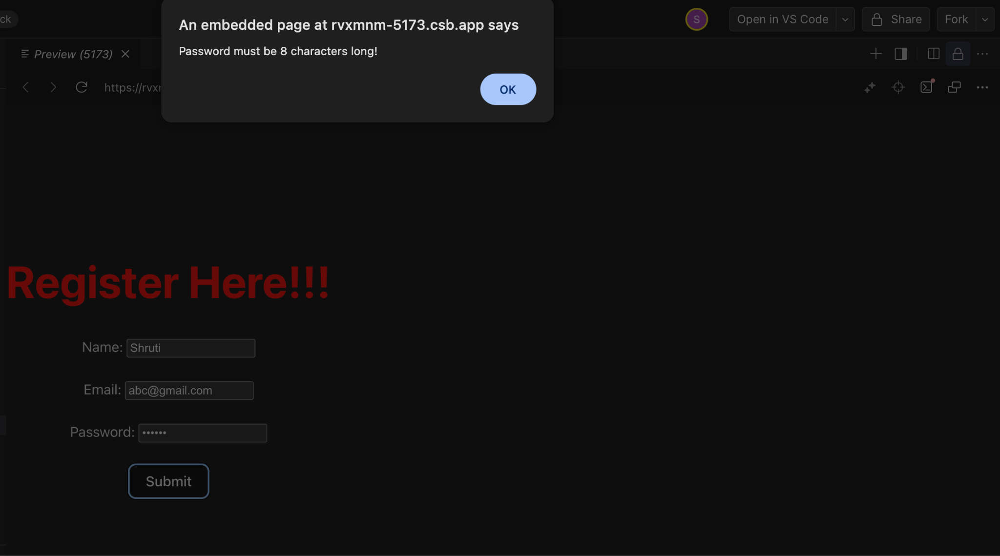 ck
An embedded page at rvxmnm-5173.csb.app says
Password must be 8 characters long!
OK
S
Open in VS Code
Share
Fork
Preview (5173)
https://rvx
Register Here!!!
Name: Shruti
Email: abc@gmail.com
Password: ••••••
Submit